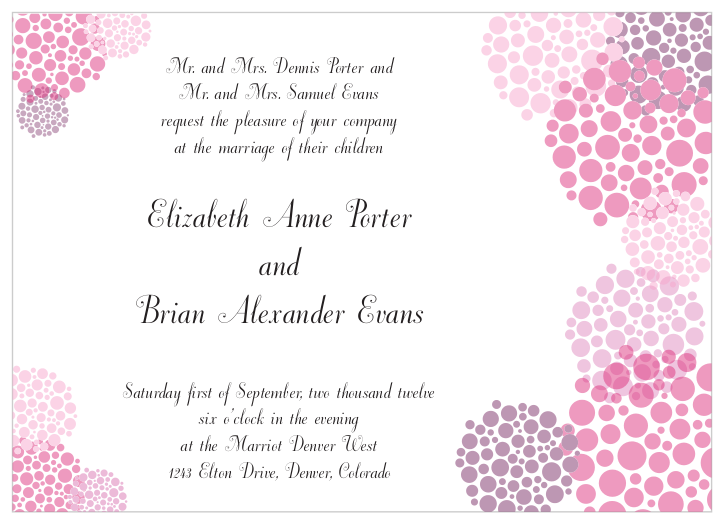 Mr. and Mrs. Dennis Porter and
Mr. and Mrs. Samuel Evans
request the pleasure of your company
at the marriage of their children
Elizabeth Anne Porter
and
Brian Alexander Evans
Saturday first of September, two thousand twelve
six o'clock in the evening
at the Marriot Denver West
1243 Elton Drive, Denver, Colorado